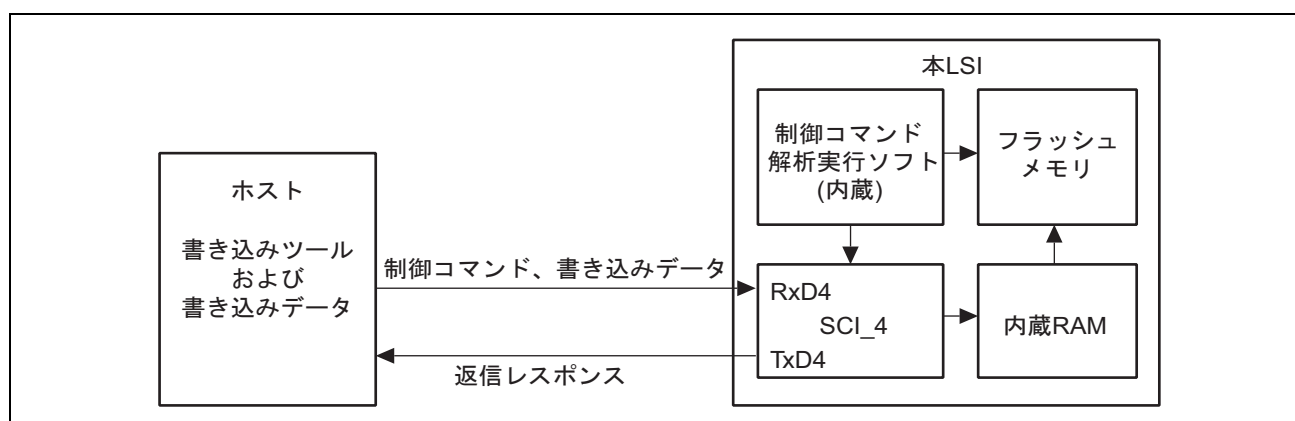 本LSI
ホスト
書き込みツール
および
書き込みデータ
制御コマンド、書き込みデータ
返信レスポンス
制御コマンド
解析実行ソフト
(内蔵)
フラッシュ
メモリ
RxD4
SCI_4
TxD4
内蔵RAM